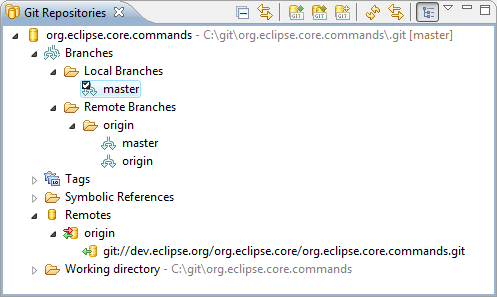 Git Repositories
org.eclipse.core.commands - C:\git\org.eclipse.core.commands\.git [master]
Branches
Local Branches
master
Remote Branches
origin
master
origin
Tags
Symbolic References
Remotes
origin
git://dev.eclipse.org/org.eclipse.core/org.eclipse.core.commands.git
Working directory - C:\git\org.eclipse.core.commands